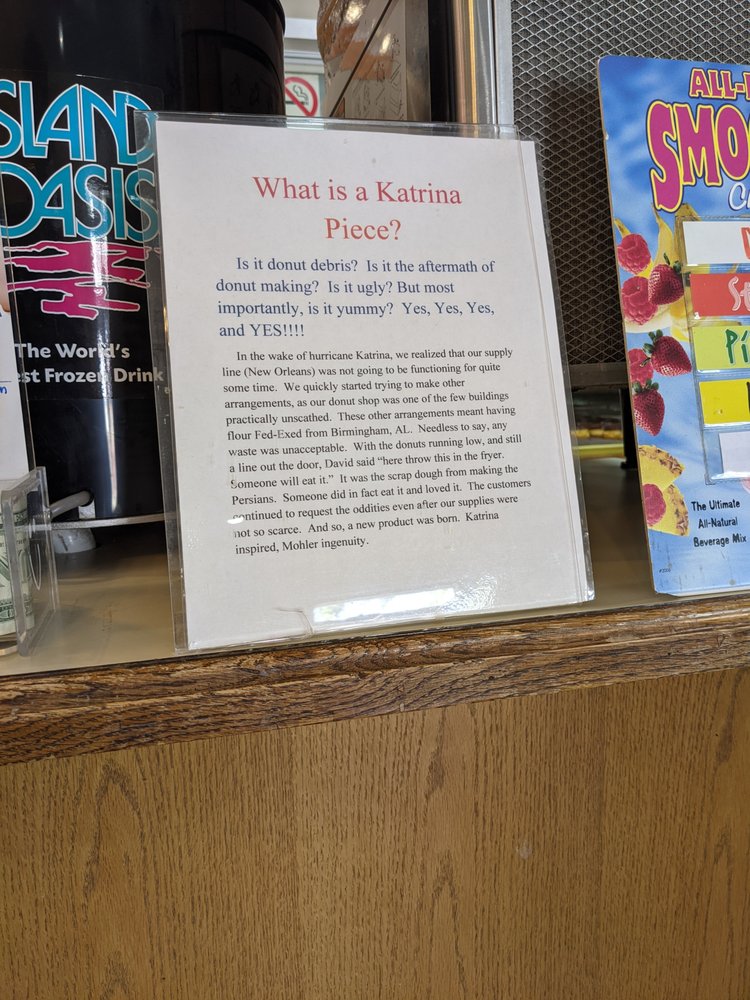 ISLAND
OASIS
The World's
est Frozen Drink
What is a Katrina
Piece?
Is it donut debris? Is it the aftermath of
donut making? Is it ugly? But most
importantly, is it yummy? Yes, Yes, Yes,
and YES!!!!
In the wake of hurricane Katrina, we realized that our supply
line (New Orleans) was not going to be functioning for quite
some time. We quickly started trying to make other
arrangements, as our donut shop was one of the few buildings
practically unscathed. These other arrangements meant having
flour Fed-Exed from Birmingham, AL. Needless to say, any
waste was unacceptable. With the donuts running low, and still
a line out the door, David said "here throw this in the fryer.
Someone will eat it." It was the scrap dough from making the
Persians. Someone did in fact eat it and loved it. The customers
continued to request the oddities even after our supplies were
not so scarce. And so, a new product was born. Katrina
inspired, Mohler ingenuity.
ALL-
SMO
The Ultimate
All-Natural
Beverage Mix